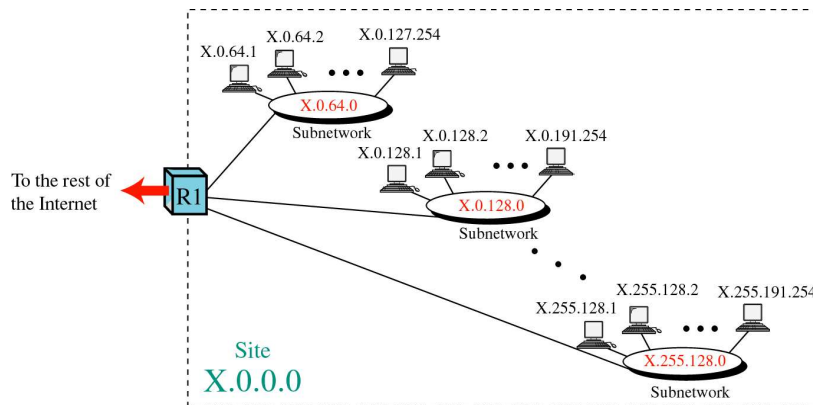 X.0.64.1
X.0.64.2
X.0.127.254
X.0.64.0
Subnetwork
X.0.128.1
X.0.128.2
X.0.191.254
X.0.128.0
Subnetwork
To the rest of
the Internet
R1
X.255.128.1
X.255.128.2
X.255.191.254
X.255.128.0
Subnetwork
Site
X.0.0.0